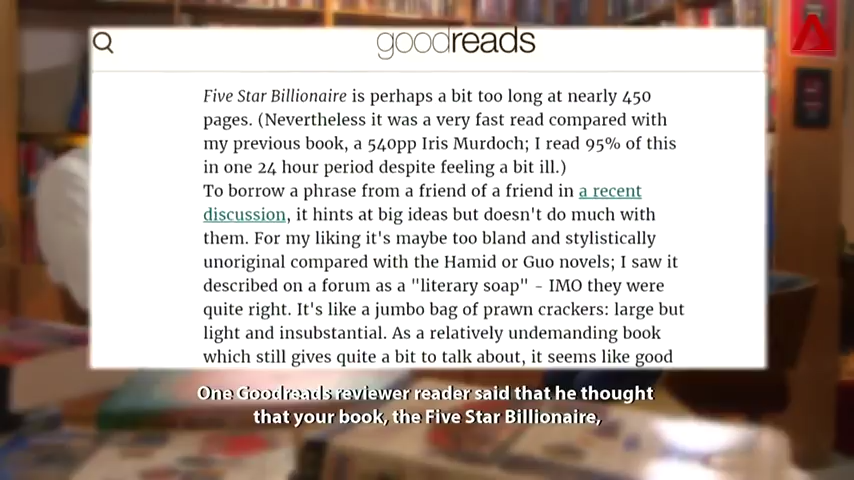 goodreads
Five Star Billionaire is perhaps a bit too long at nearly 450
pages. (Nevertheless it was a very fast read compared with
my previous book, a 540pp Iris Murdoch; I read 95% of this
in one 24 hour period despite feeling a bit ill.)
To borrow a phrase from a friend of a friend in a recent
discussion, it hints at big ideas but doesn't do much with
them. For my liking it's maybe too bland and stylistically
unoriginal compared with the Hamid or Guo novels; I saw it
described on a forum as a "literary soap" - IMO they were
quite right. It's like a jumbo bag of prawn crackers: large but
light and insubstantial. As a relatively undemanding book
which still gives quite a bit to talk about, it seems like good
One Goodreads reviewer reader said that he thought
that your book, the Five Star Billionaire,